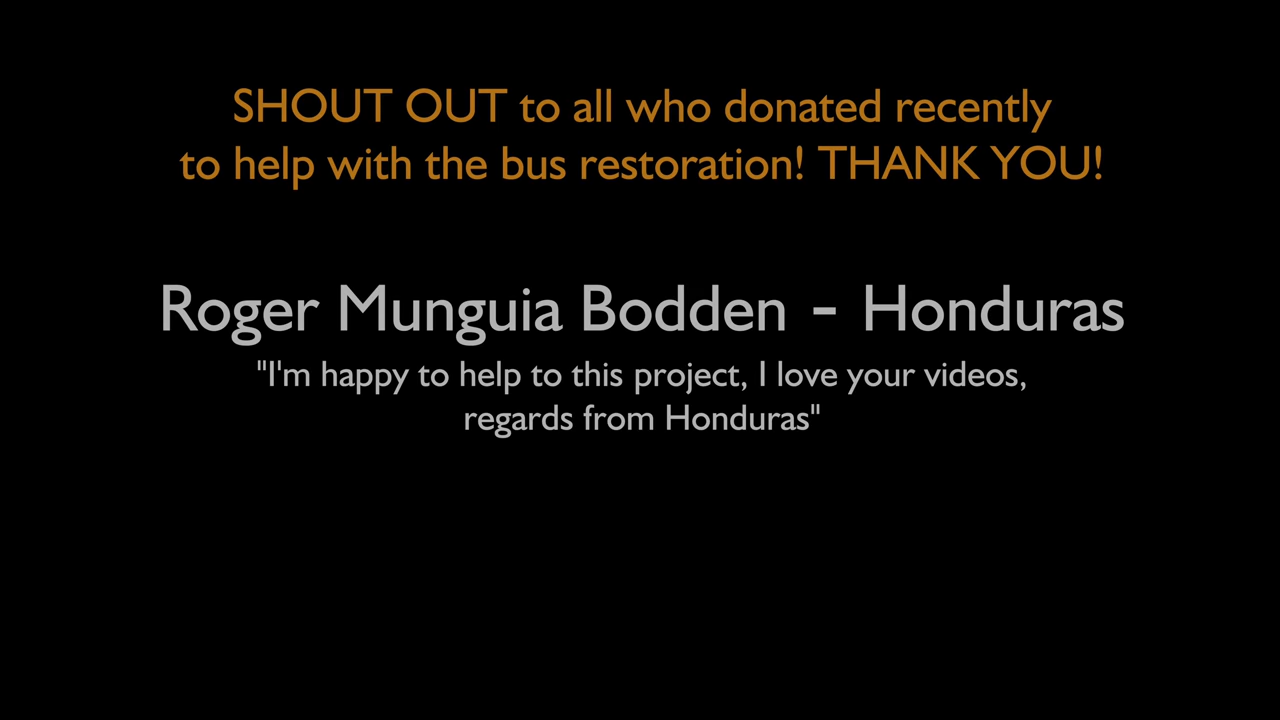 SHOUT OUT to all who donated recently
to help with the bus restoration! THANK YOU!
Roger Munguia Bodden - Honduras
"I'm happy to help to this project, I love your videos,
regards from Honduras"